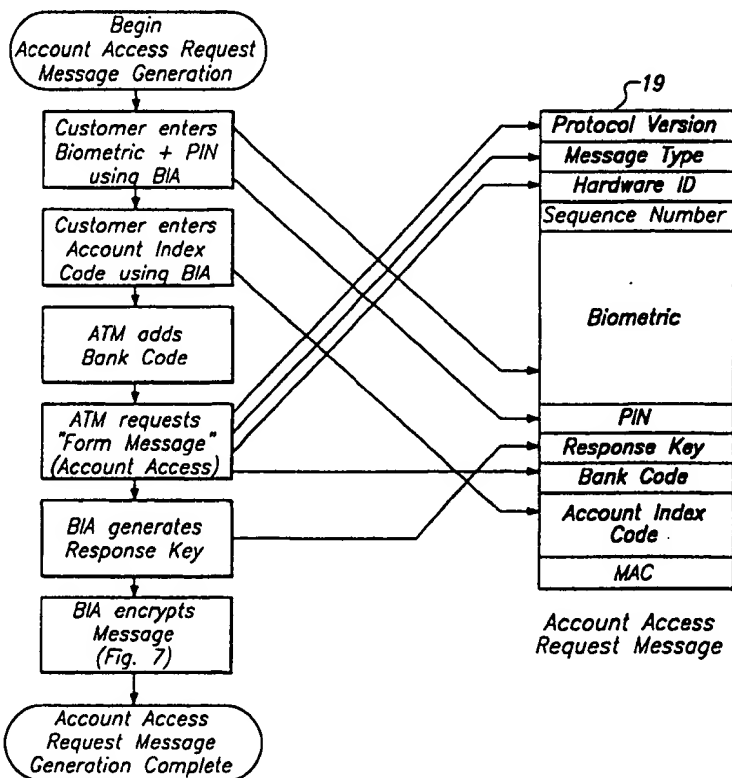 Begin
Account Access Request
Message Generation
Customer enters
Biometric + PIN
using BIA
Customer enters
Account Index
Code using BIA
ATM adds
Bank Code
ATM requests
"Form Message"
(Account Access)
BIA generates
Response Key
BIA encrypts
Message
(Fig. 7)
Account Access
Request Message
Generation Complete
19
Protocol Version
Message Type
Hardware ID
Sequence Number
Biometric
PIN
Response Key
Bank Code
Account Index
Code
MAC
Account Access
Request Message